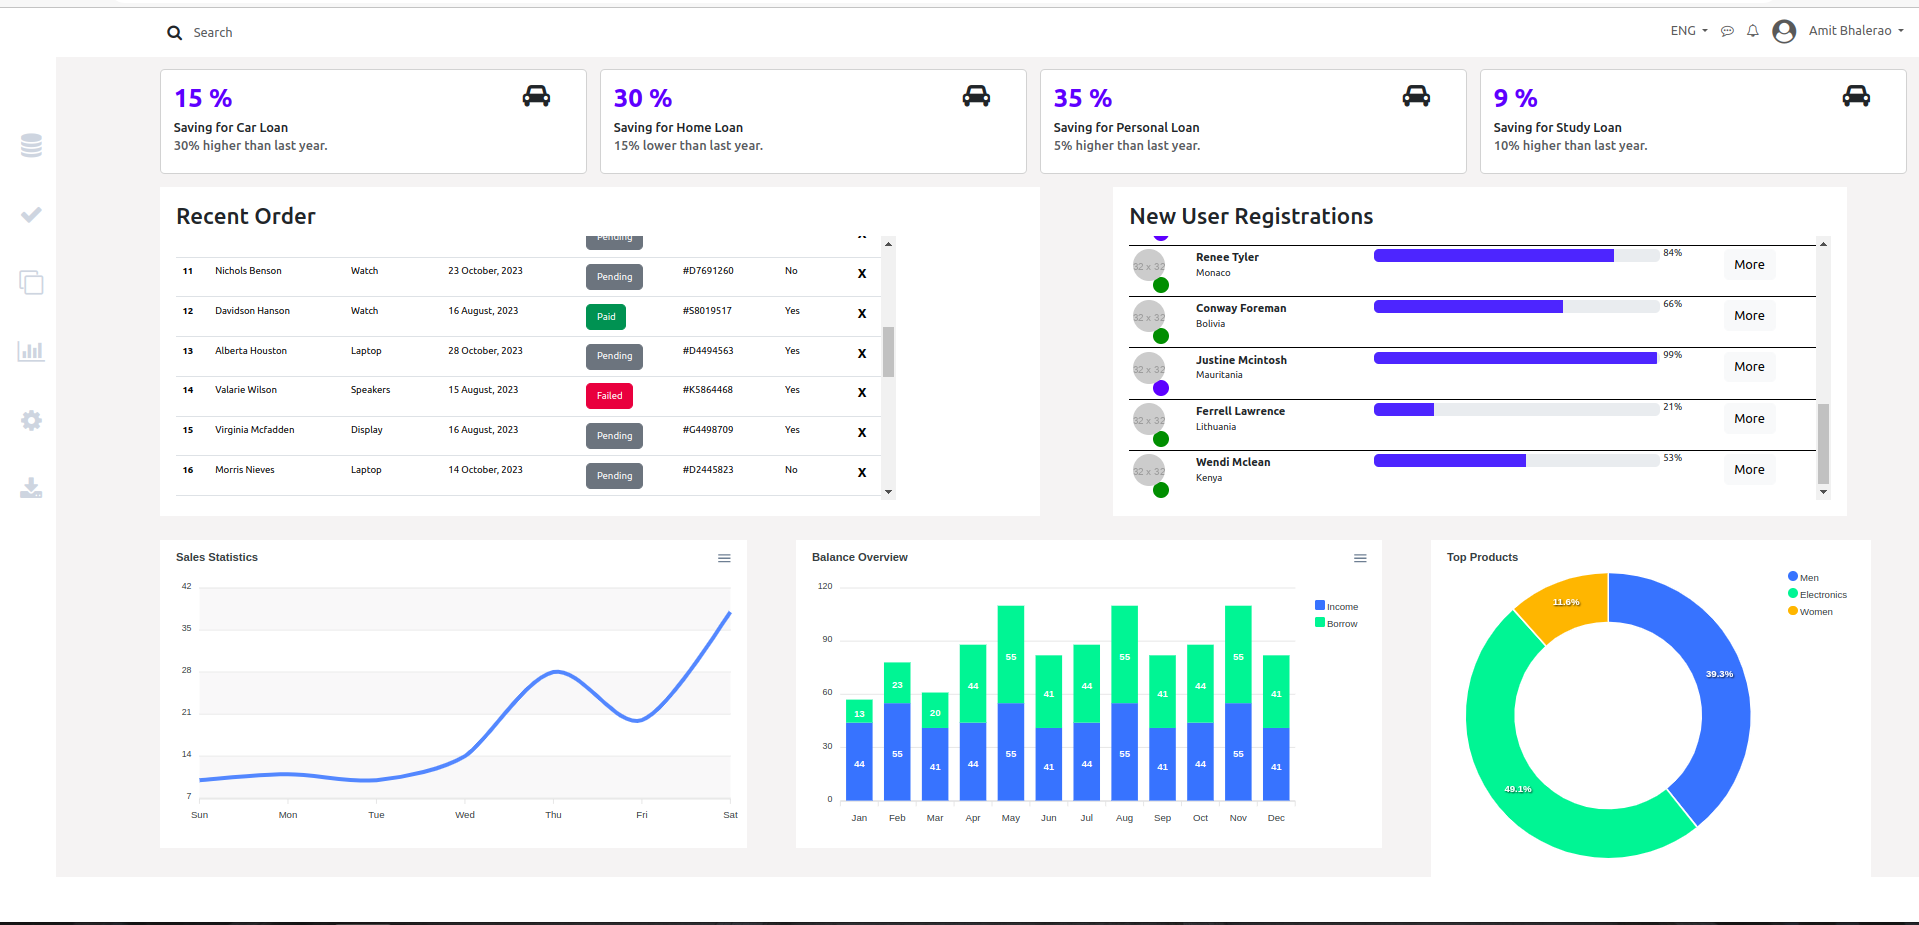 Search
ENG
Amit Bhalerao
15 %
Saving for Car Loan
30% higher than last year.
30 %
Saving for Home Loan
15% lower than last year.
35 %
Saving for Personal Loan
5% higher than last year.
9 %
Saving for Study Loan
10% higher than last year.
Recent Order
Pending X
11 Nichols Benson Watch 23 October, 2023 Pending #D7691260 No X
12 Davidson Hanson Watch 16 August, 2023 Paid #S8019517 Yes X
13 Alberta Houston Laptop 28 October, 2023 Pending #D4494563 Yes X
14 Valarie Wilson Speakers 15 August, 2023 Failed #K5864468 Yes X
15 Virginia Mcfadden Display 16 August, 2023 Pending #G4498709 Yes X
16 Morris Nieves Laptop 14 October, 2023 Pending #D2445823 No X
New User Registrations
32 x 32 Renee Tyler 84% More
Monaco
32 x 32 Conway Foreman 66% More
Bolivia
32 x 32 Justine Mcintosh 99% More
Mauritania
32 x 32 Ferrell Lawrence 21% More
Lithuania
32 x 32 Wendi Mclean 53% More
Kenya
Sales Statistics
42
35
28
21
14
7
Sun Mon Tue Wed Thu Fri Sat
Balance Overview
120
90
60
30
0
13 23 20 44 55 41 44 55 41 44 55 41
44 55 41 44 55 41 44 55 41 44 55 41
Jan Feb Mar Apr May Jun Jul Aug Sep Oct Nov Dec
Income
Borrow
Top Products
11.6%
39.3%
49.1%
Men
Electronics
Women